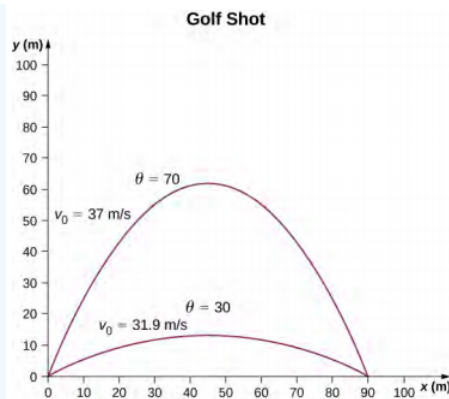 Golf Shot
y (m)
100
90
80
70
60
50
40
30
20
10
0
θ = 70
v₀ = 37 m/s
θ = 30
v₀ = 31.9 m/s
0 10 20 30 40 50 60 70 80 90 100 x (m)